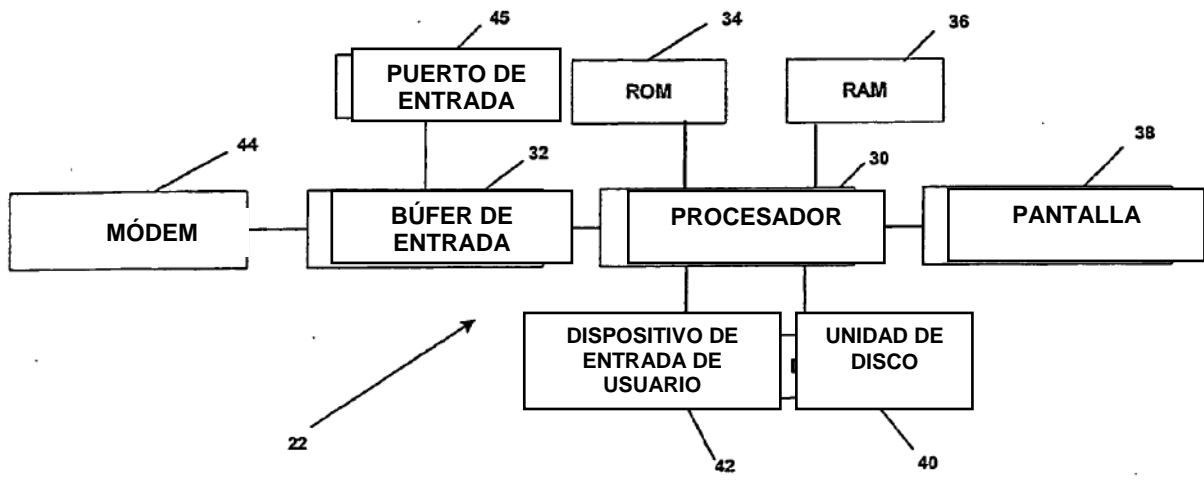 45
34
36
PUERTO DE
ENTRADA
ROM
RAM
44
32
30
38
MÓDEM
BÚFER DE
ENTRADA
PROCESADOR
PANTALLA
DISPOSITIVO DE
ENTRADA DE
USUARIO
UNIDAD DE
DISCO
22
42
40